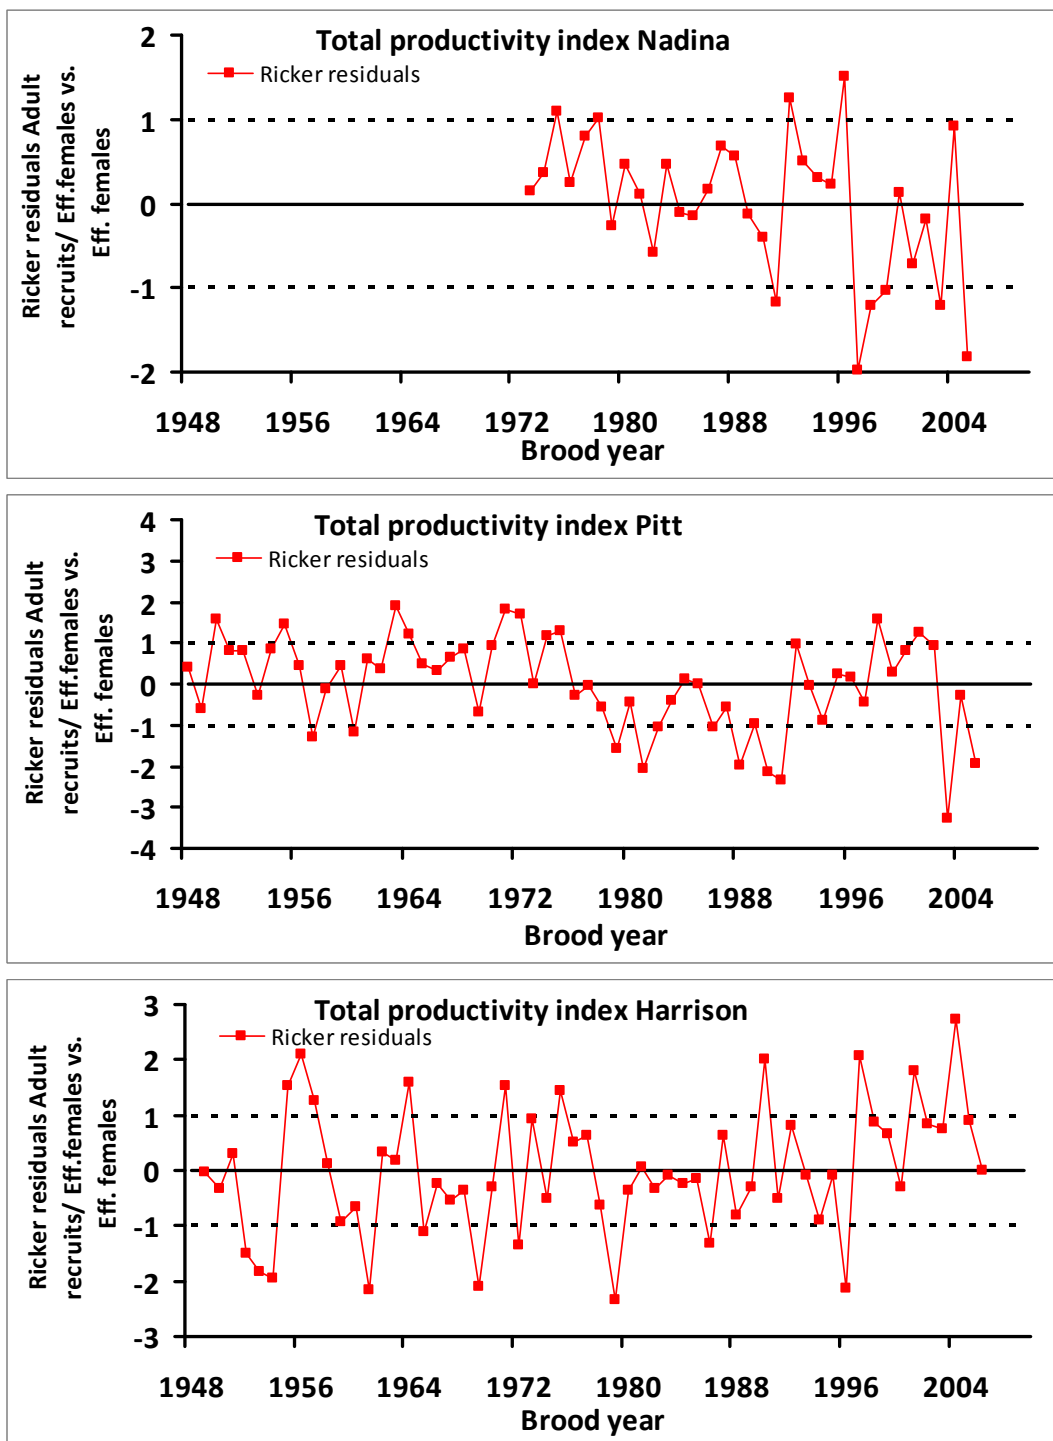 Total productivity index Nadina
Ricker residuals
Ricker residuals Adult
recruits/ Eff.females vs.
Eff. females
2
1
0
-1
-2
1948 1956 1964 1972 1980 1988 1996 2004
Brood year
Total productivity index Pitt
Ricker residuals
Ricker residuals Adult
recruits/ Eff.females vs.
Eff. females
4
3
2
1
0
-1
-2
-3
-4
1948 1956 1964 1972 1980 1988 1996 2004
Brood year
Total productivity index Harrison
Ricker residuals
Ricker residuals Adult
recruits/ Eff.females vs.
Eff. females
3
2
1
0
-1
-2
-3
1948 1956 1964 1972 1980 1988 1996 2004
Brood year